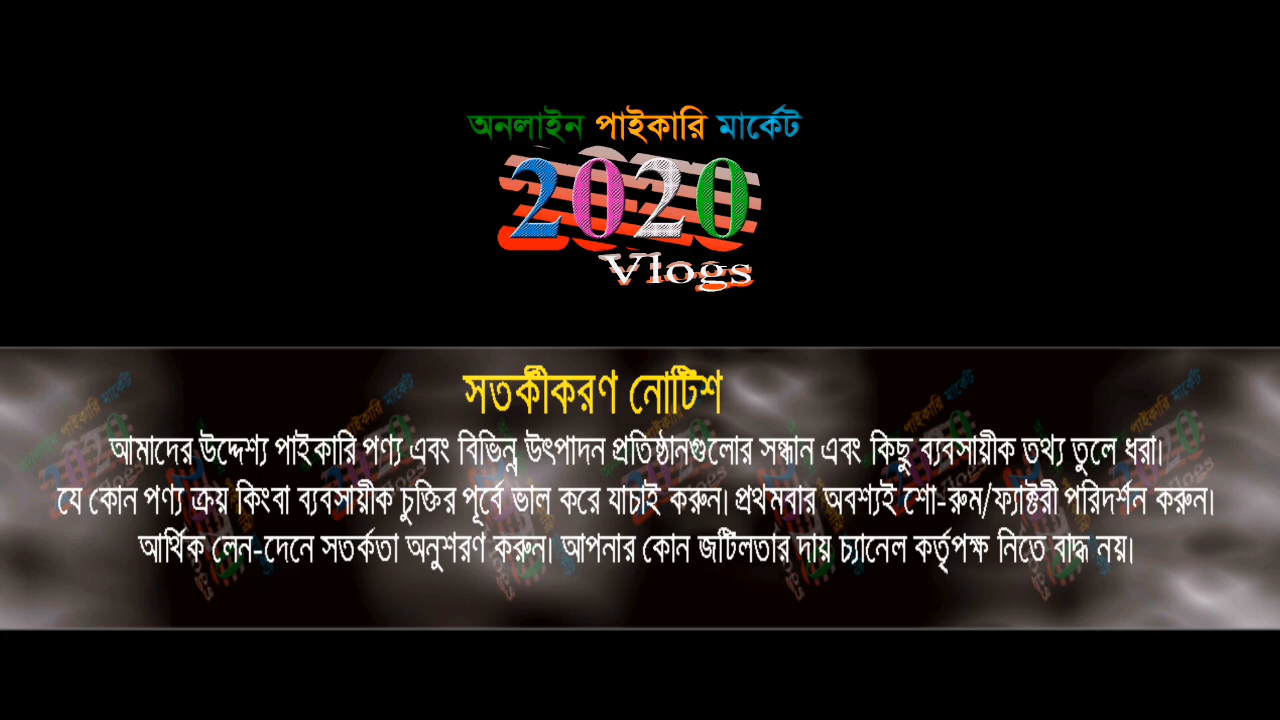 অনলাইন পাইকারি মার্কেট
2020
Vlogs
সতর্কীকরণ নোটিশ
আমাদের উদ্দেশ্য পাইকারি পণ্য এবং বিভিন্ন উৎপাদন প্রতিষ্ঠানগুলোর সন্ধান এবং কিছু ব্যবসায়ীক তথ্য তুলে ধরা।
যে কোন পণ্য ক্রয় কিংবা ব্যবসায়ীক চুক্তির পূর্বে ভাল করে যাচাই করুন। প্রথমবার অবশ্যই শো-রুম/ফ্যাক্টরী পরিদর্শন করুন।
আর্থিক লেন-দেনে সতর্কতা অনুশরণ করুন। আপনার কোন জটিলতার দায় চ্যানেল কর্তৃপক্ষ নিতে বাদ্ধ নয়।